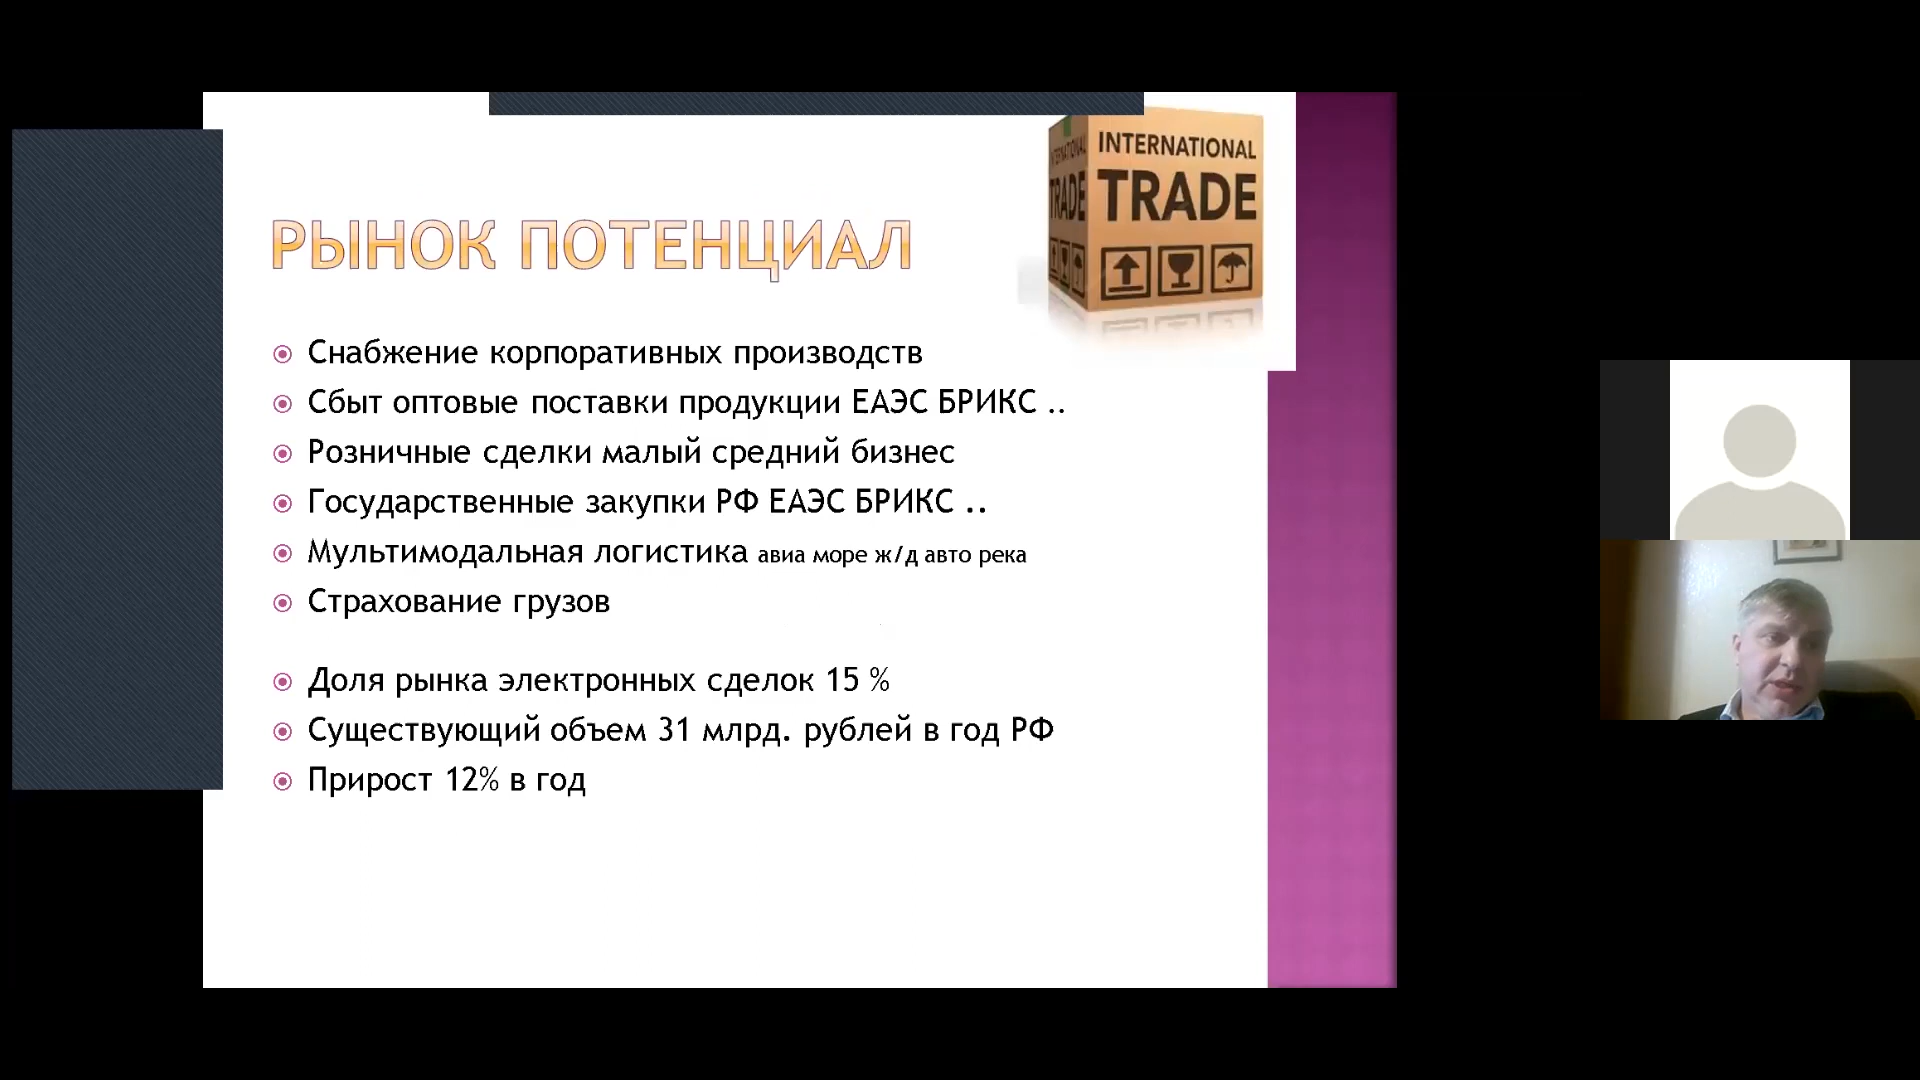 INTERNATIONAL
TRADE
INTERNATIONAL
TRADE
РЫНОК ПОТЕНЦИАЛ
Снабжение корпоративных производств
Сбыт оптовые поставки продукции ЕАЭС БРИКС ..
Розничные сделки малый средний бизнес
Государственные закупки РФ ЕАЭС БРИКС ..
Мультимодальная логистика авиа море ж/д авто река
Страхование грузов
Доля рынка электронных сделок 15 %
Существующий объем 31 млрд. рублей в год РФ
Прирост 12% в год